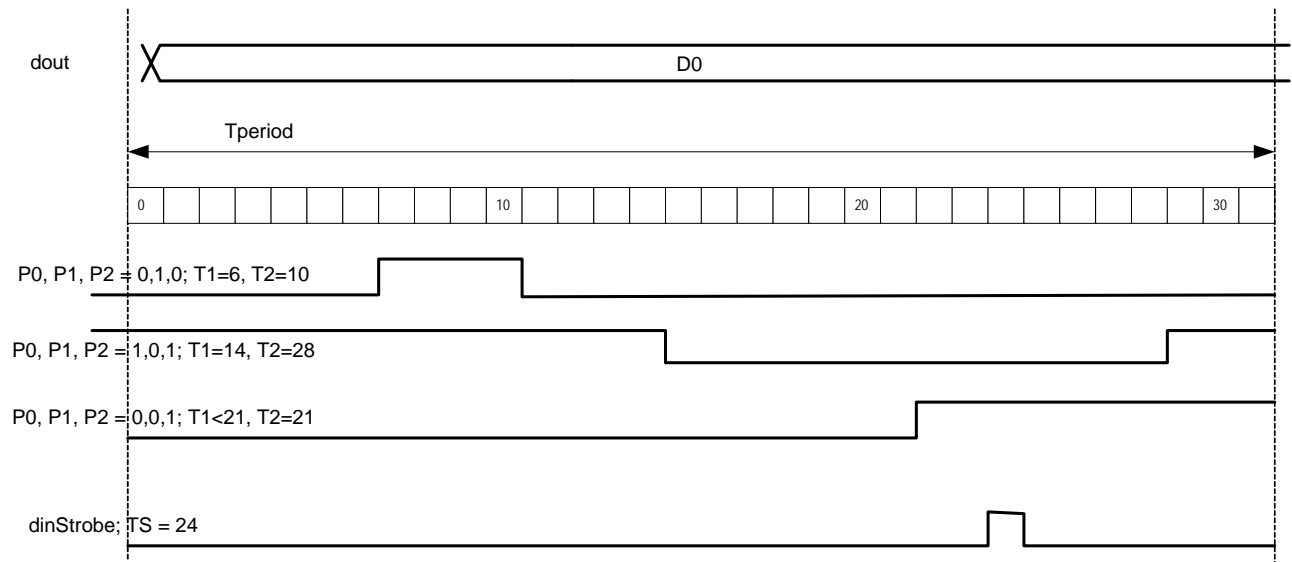 dout
D0
Tperiod
0 10 20 30
P0, P1, P2 = 0,1,0; T1=6, T2=10
P0, P1, P2 = 1,0,1; T1=14, T2=28
P0, P1, P2 = 0,0,1; T1<21, T2=21
dinStrobe; TS = 24